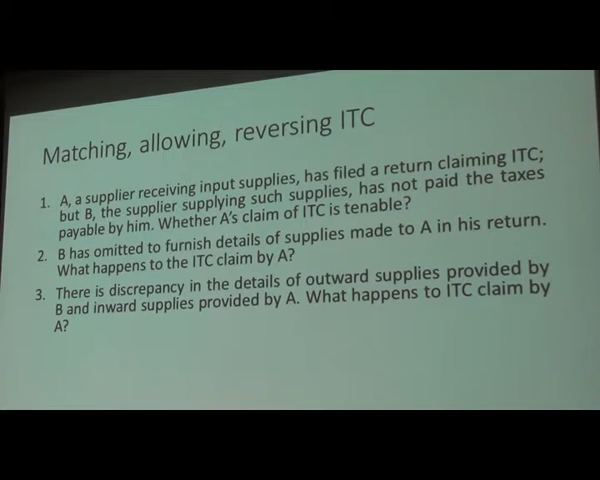 Matching, allowing, reversing ITC
1. A, a supplier receiving input supplies, has filed a return claiming ITC;
but B, the supplier supplying such supplies, has not paid the taxes
payable by him. Whether A's claim of ITC is tenable?
2. B has omitted to furnish details of supplies made to A in his return.
What happens to the ITC claim by A?
3. There is discrepancy in the details of outward supplies provided by
B and inward supplies provided by A. What happens to ITC claim by
A?